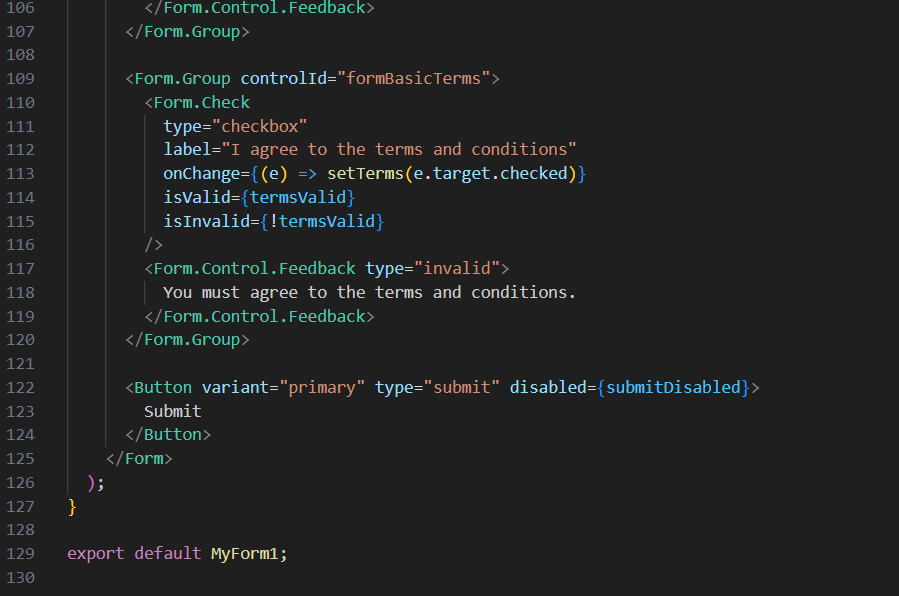 106 </Form.Control.Feedback>
107 </Form.Group>
108
109 <Form.Group controlId="formBasicTerms">
110 <Form.Check
111 type="checkbox"
112 label="I agree to the terms and conditions"
113 onChange={(e) => setTerms(e.target.checked)}
114 isValid={termsValid}
115 isInvalid={!termsValid}
116 />
117 <Form.Control.Feedback type="invalid">
118 You must agree to the terms and conditions.
119 </Form.Control.Feedback>
120 </Form.Group>
121
122 <Button variant="primary" type="submit" disabled={submitDisabled}>
123 Submit
124 </Button>
125 </Form>
126 );
127 }
128
129 export default MyForm1;
130